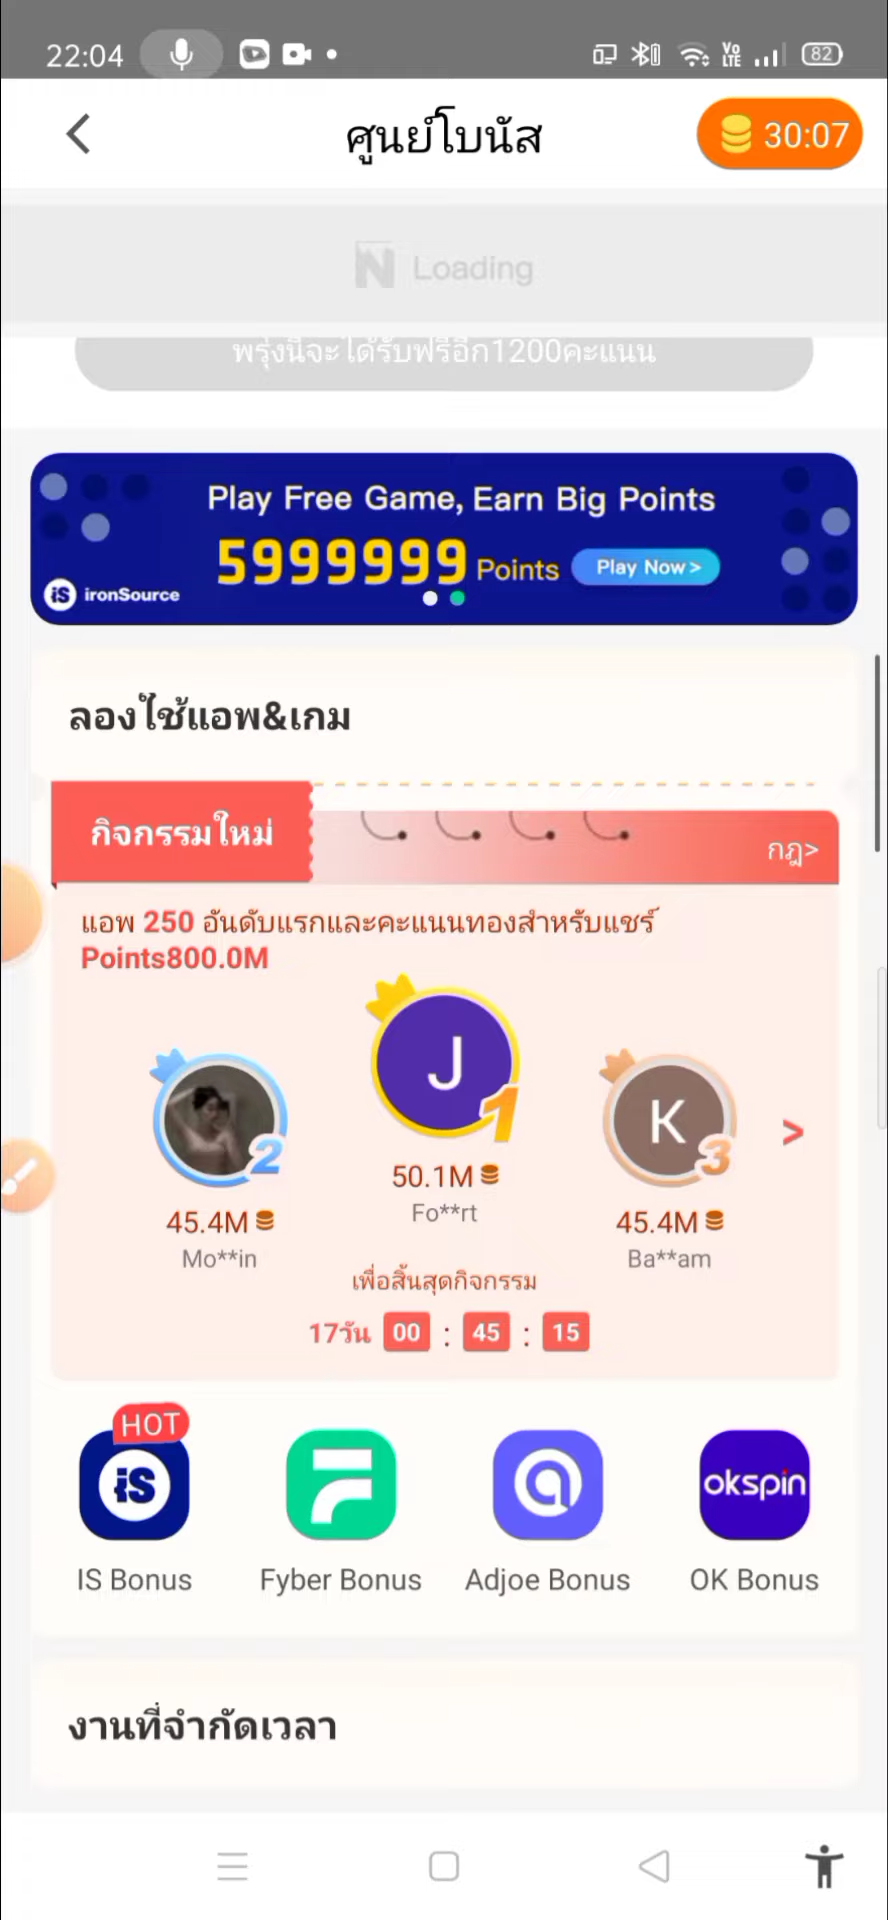 22:04
VO
LTE
82
ศูนย์โบนัส
30:07
N Loading
พรุ่งนี้จะได้รับฟรีอีก1200คะแนน
Play Free Game, Earn Big Points
5999999 Points
Play Now >
iS ironSource
ลองใช้แอพ&เกม
กิจกรรมใหม่
กฎ>
แอพ 250 อันดับแรกและคะแนนทองสำหรับแชร์
Points800.0M
J
1
2
K
3
>
50.1M
Fo**rt
45.4M
Mo**in
45.4M
Ba**am
เพื่อสิ้นสุดกิจกรรม
17วัน 00 : 45 : 15
HOT
iS
okspin
IS Bonus
Fyber Bonus
Adjoe Bonus
OK Bonus
งานที่จำกัดเวลา